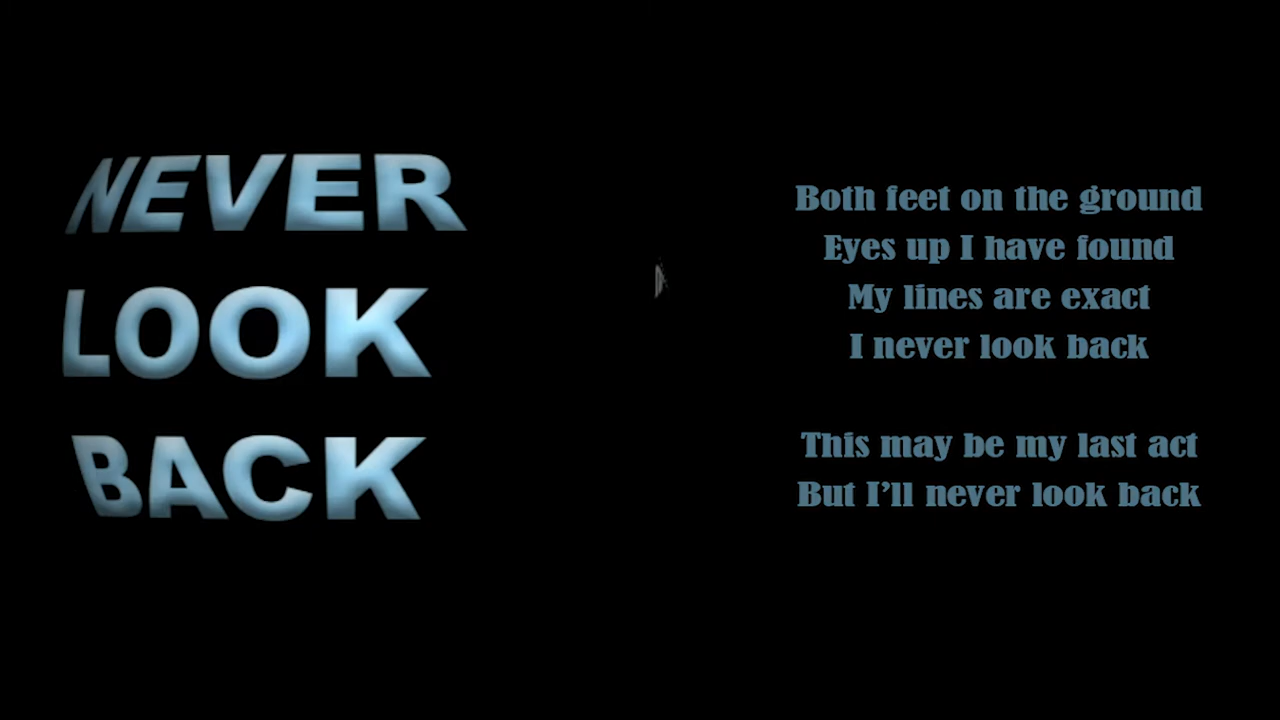 NEVER
LOOK
BACK
Both feet on the ground
Eyes up I have found
My lines are exact
I never look back
This may be my last act
But I'll never look back